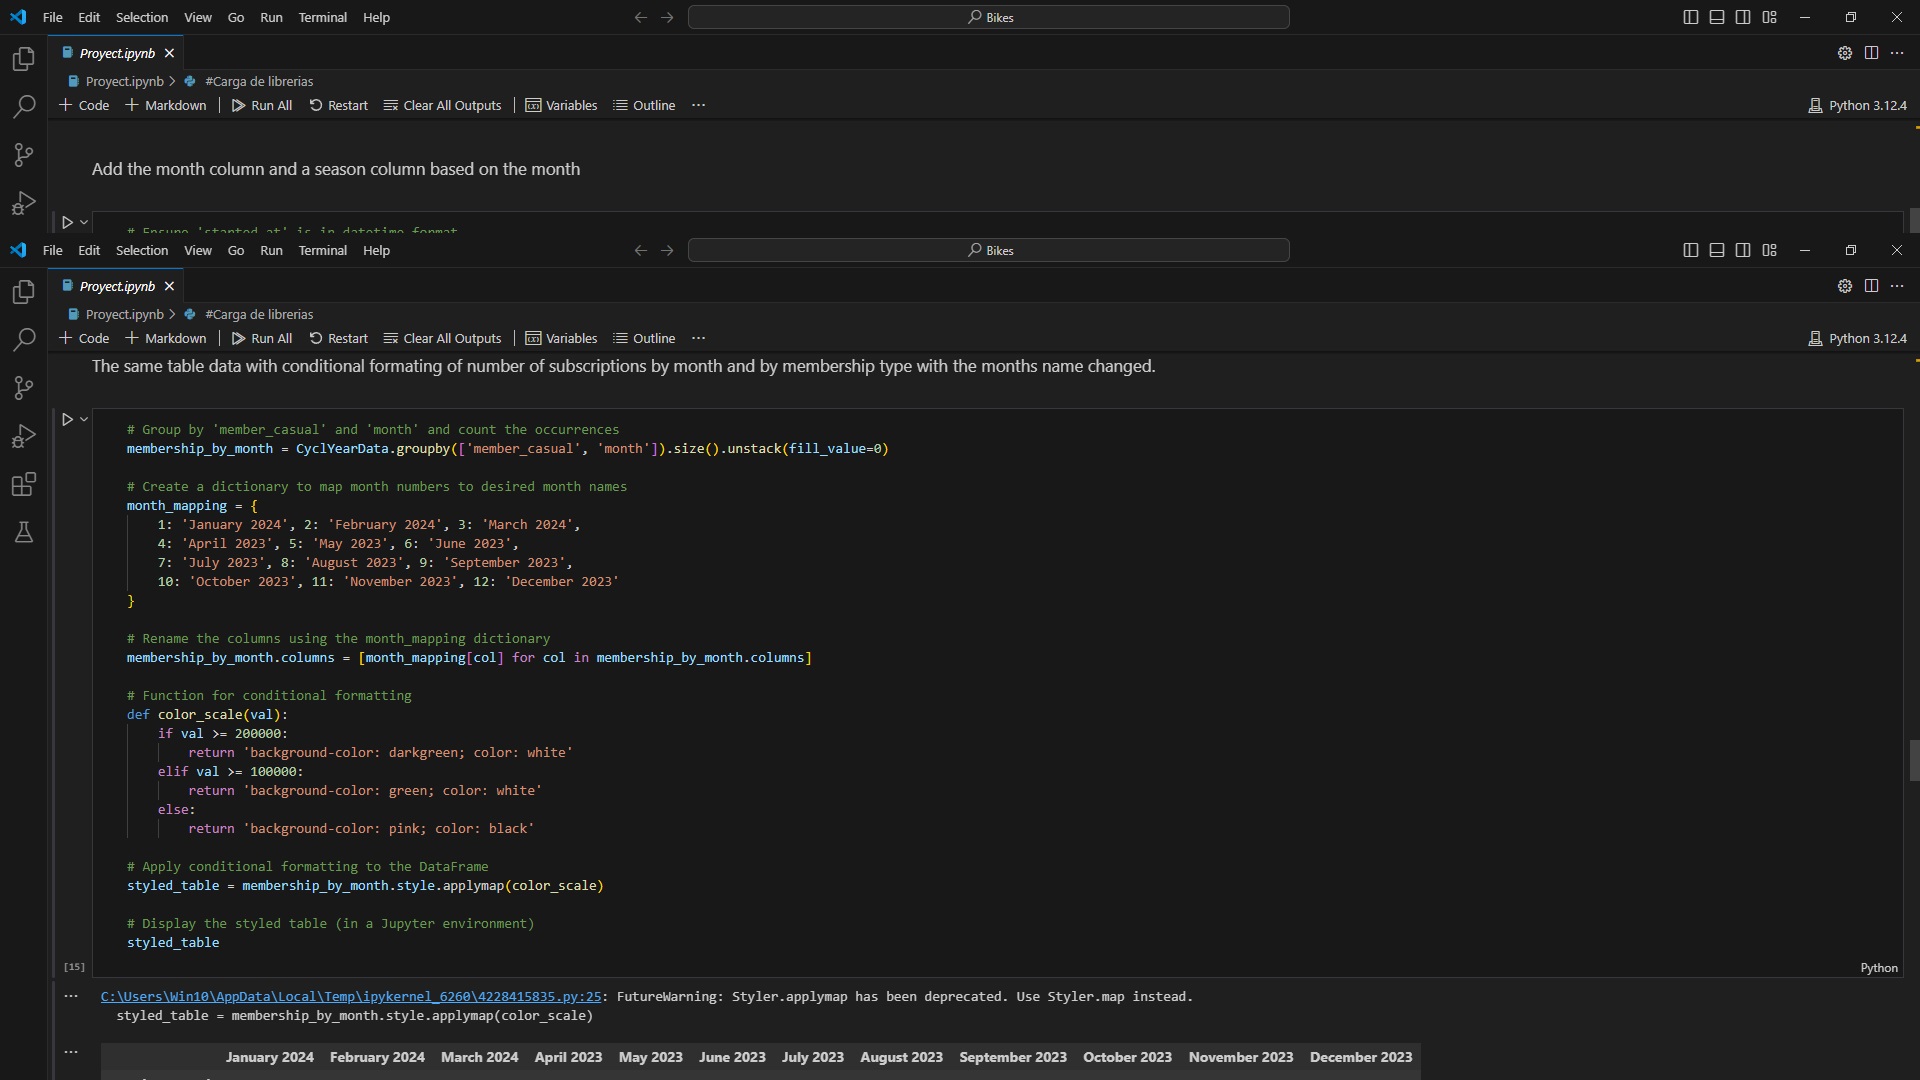 File Edit Selection View Go Run Terminal Help Bikes
Proyect.ipynb
Proyect.ipynb > #Carga de librerias
+ Code + Markdown Run All Restart Clear All Outputs Variables Outline ... Python 3.12.4
Add the month column and a season column based on the month
# Ensure 'started_at' is in datetime format
File Edit Selection View Go Run Terminal Help Bikes
Proyect.ipynb
Proyect.ipynb > #Carga de librerias
+ Code + Markdown Run All Restart Clear All Outputs Variables Outline ... Python 3.12.4
The same table data with conditional formating of number of subscriptions by month and by membership type with the months name changed.
# Group by 'member_casual' and 'month' and count the occurrences
membership_by_month = CyclYearData.groupby(['member_casual', 'month']).size().unstack(fill_value=0)
# Create a dictionary to map month numbers to desired month names
month_mapping = {
1: 'January 2024', 2: 'February 2024', 3: 'March 2024',
4: 'April 2023', 5: 'May 2023', 6: 'June 2023',
7: 'July 2023', 8: 'August 2023', 9: 'September 2023',
10: 'October 2023', 11: 'November 2023', 12: 'December 2023'
}
# Rename the columns using the month_mapping dictionary
membership_by_month.columns = [month_mapping[col] for col in membership_by_month.columns]
# Function for conditional formatting
def color_scale(val):
if val >= 200000:
return 'background-color: darkgreen; color: white'
elif val >= 100000:
return 'background-color: green; color: white'
else:
return 'background-color: pink; color: black'
# Apply conditional formatting to the DataFrame
styled_table = membership_by_month.style.applymap(color_scale)
# Display the styled table (in a Jupyter environment)
styled_table
[15] Python
... C:\Users\Win10\AppData\Local\Temp\ipykernel_6260\4228415835.py:25: FutureWarning: Styler.applymap has been deprecated. Use Styler.map instead.
styled_table = membership_by_month.style.applymap(color_scale)
... January 2024 February 2024 March 2024 April 2023 May 2023 June 2023 July 2023 August 2023 September 2023 October 2023 November 2023 December 2023